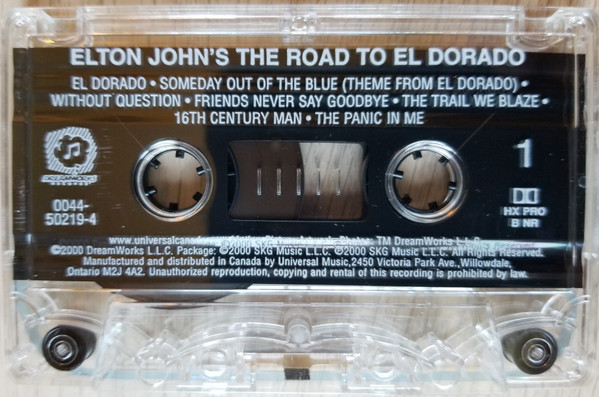 ELTON JOHN'S THE ROAD TO EL DORADO
EL DORADO • SOMEDAY OUT OF THE BLUE (THEME FROM EL DORADO) •
WITHOUT QUESTION • FRIENDS NEVER SAY GOODBYE • THE TRAIL WE BLAZE •
16TH CENTURY MAN • THE PANIC IN ME
DREAMWORKS
RECORDS
0044-
50219-4
1
HX PRO
B NR
TM DreamWorks L.L.C.
©2000 DreamWorks L.L.C. Package: ©2000 SKG Music L.L.C. ℗2000 SKG Music L.L.C. All Rights Reserved.
Manufactured and distributed in Canada by Universal Music,2450 Victoria Park Ave.,Willowdale,
Ontario M2J 4A2. Unauthorized reproduction, copying and rental of this recording is prohibited by law.